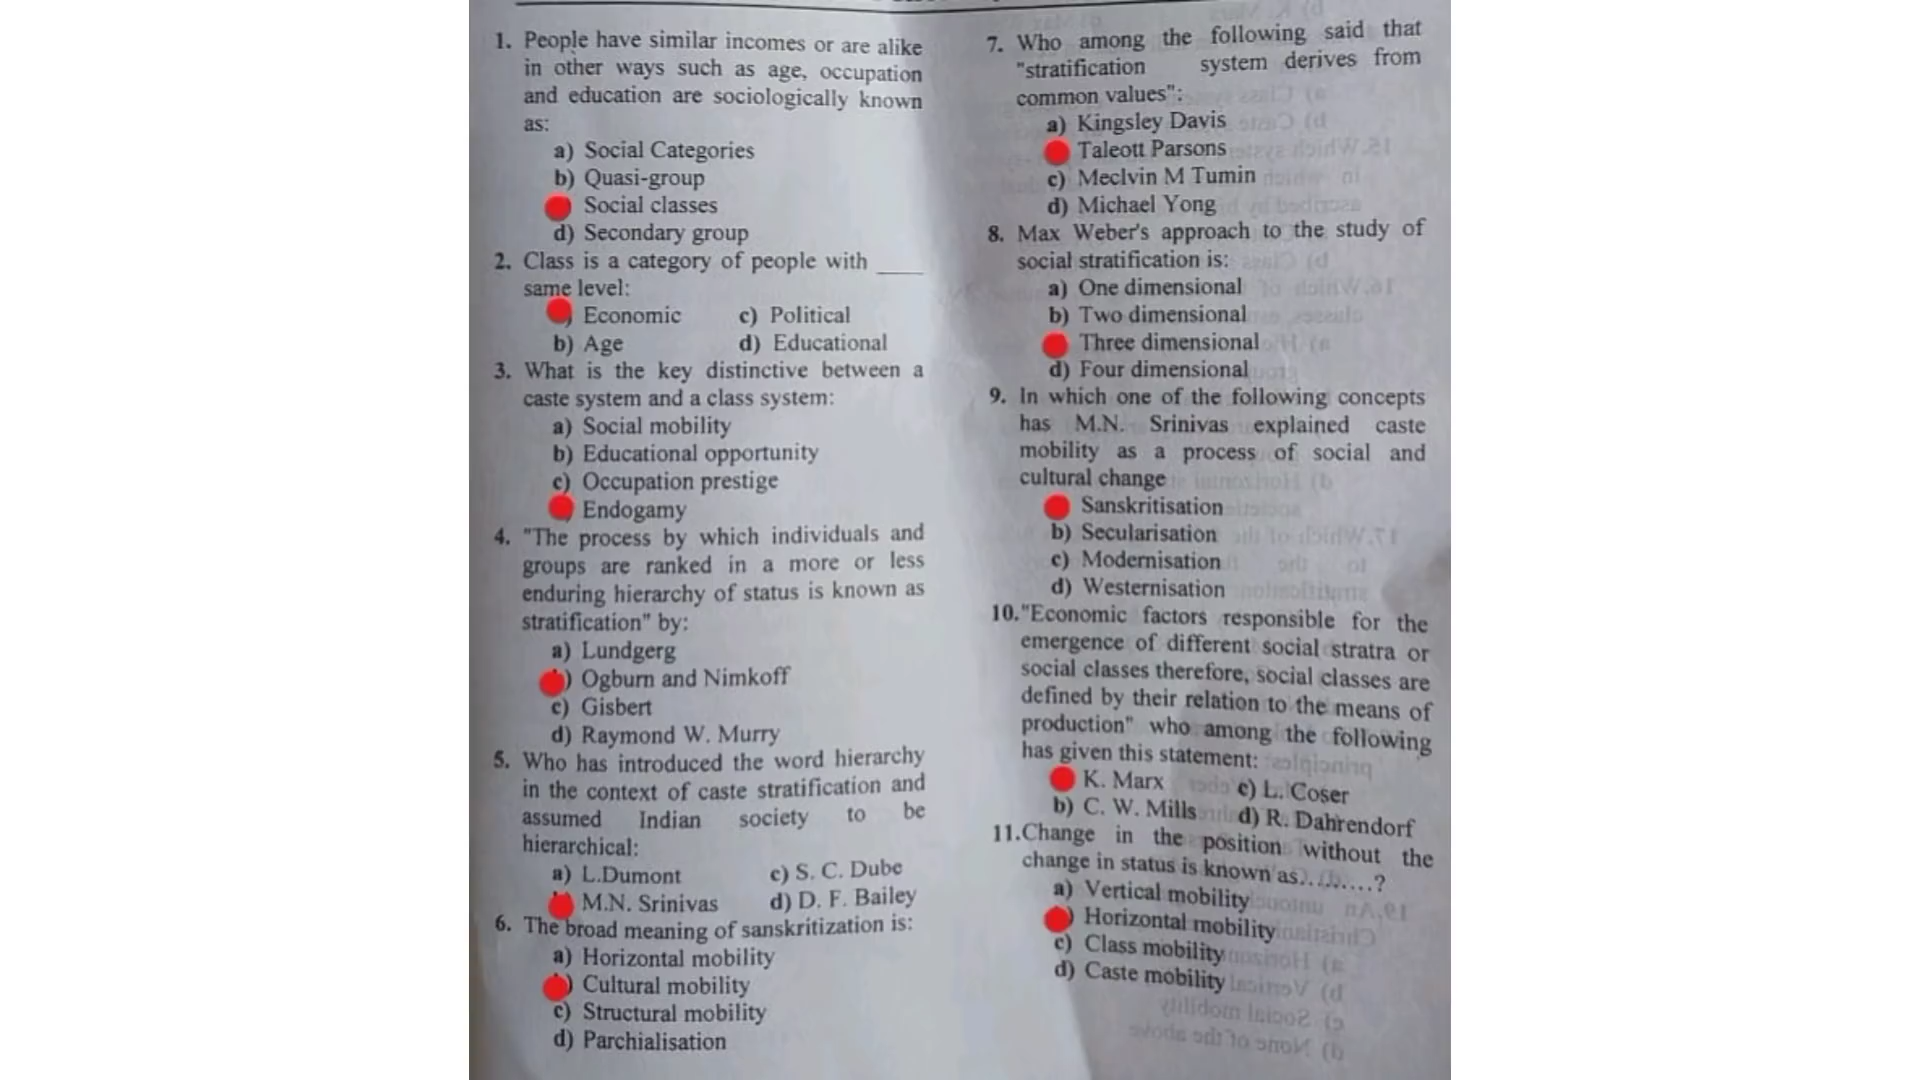 1. People have similar incomes or are alike
in other ways such as age, occupation
and education are sociologically known
as:
a) Social Categories
b) Quasi-group
Social classes
d) Secondary group
2. Class is a category of people with ____
same level:
Economic c) Political
b) Age d) Educational
3. What is the key distinctive between a
caste system and a class system:
a) Social mobility
b) Educational opportunity
c) Occupation prestige
Endogamy
4. "The process by which individuals and
groups are ranked in a more or less
enduring hierarchy of status is known as
stratification" by:
a) Lundgerg
) Ogburn and Nimkoff
c) Gisbert
d) Raymond W. Murry
5. Who has introduced the word hierarchy
in the context of caste stratification and
assumed Indian society to be
hierarchical:
a) L.Dumont c) S. C. Dube
M.N. Srinivas d) D. F. Bailey
6. The broad meaning of sanskritization is:
a) Horizontal mobility
) Cultural mobility
c) Structural mobility
d) Parchialisation
7. Who among the following said that
"stratification system derives from
common values":
a) Kingsley Davis
Taleott Parsons
c) Meclvin M Tumin
d) Michael Yong
8. Max Weber's approach to the study of
social stratification is:
a) One dimensional
b) Two dimensional
Three dimensional
d) Four dimensional
9. In which one of the following concepts
has M.N. Srinivas explained caste
mobility as a process of social and
cultural change
Sanskritisation
b) Secularisation
c) Modernisation
d) Westernisation
10."Economic factors responsible for the
emergence of different social stratra or
social classes therefore, social classes are
defined by their relation to the means of
production" who among the following
has given this statement:
K. Marx c) L. Coser
b) C. W. Mills d) R. Dahrendorf
11.Change in the position without the
change in status is known as.........?
a) Vertical mobility
) Horizontal mobility
c) Class mobility
d) Caste mobility